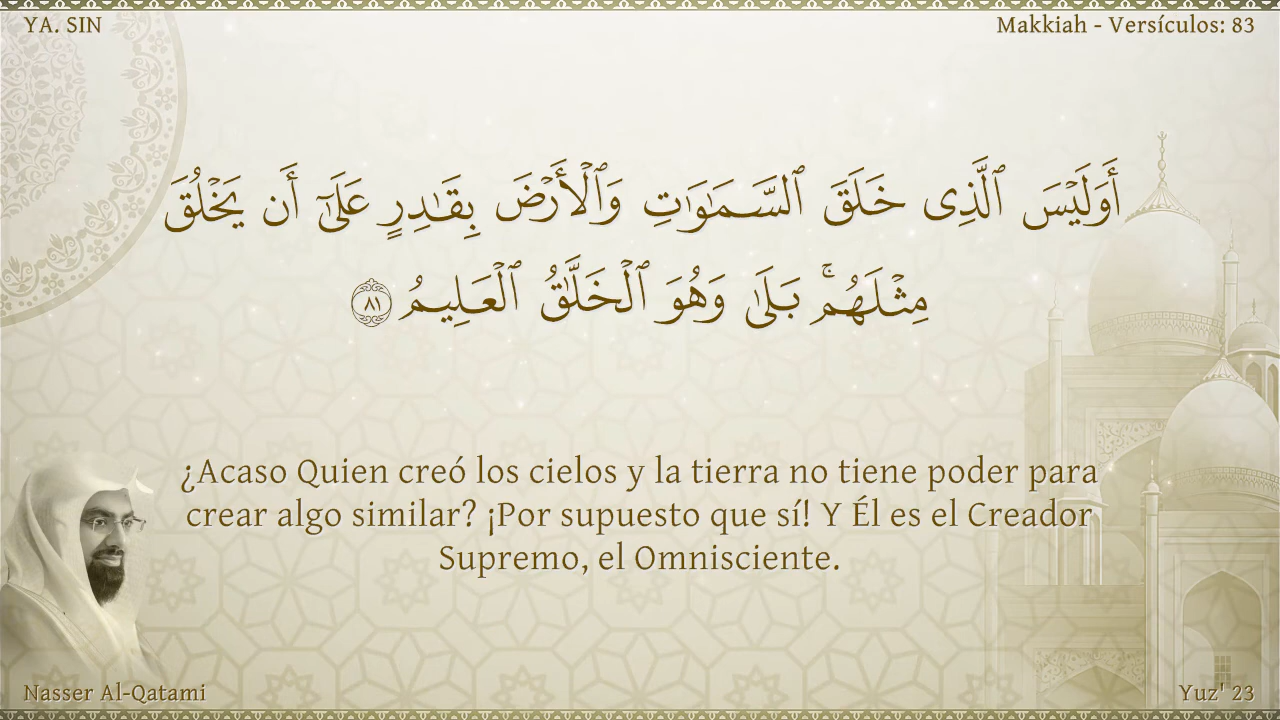 YA. SIN
Makkiah - Versículos: 83
أَوَلَيْسَ ٱلَّذِى خَلَقَ ٱلسَّمَٰوَٰتِ وَٱلْأَرْضَ بِقَٰدِرٍ عَلَىٰٓ أَن يَخْلُقَ
مِثْلَهُم ۚ بَلَىٰ وَهُوَ ٱلْخَلَّٰقُ ٱلْعَلِيمُ ٨١
¿Acaso Quien creó los cielos y la tierra no tiene poder para
crear algo similar? ¡Por supuesto que sí! Y Él es el Creador
Supremo, el Omnisciente.
Nasser Al-Qatami
Yuz' 23